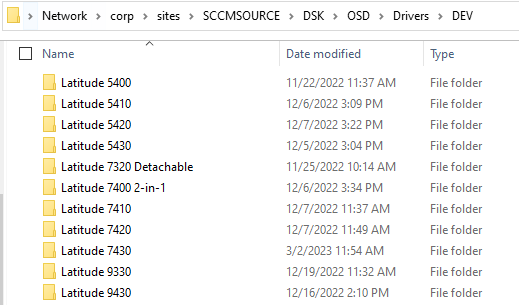 Network > corp > sites > SCCMSOURCE > DSK > OSD > Drivers > DEV
Name Date modified Type
Latitude 5400 11/22/2022 11:37 AM File folder
Latitude 5410 12/6/2022 3:09 PM File folder
Latitude 5420 12/7/2022 3:22 PM File folder
Latitude 5430 12/5/2022 3:04 PM File folder
Latitude 7320 Detachable 11/25/2022 10:14 AM File folder
Latitude 7400 2-in-1 12/6/2022 3:34 PM File folder
Latitude 7410 12/7/2022 11:37 AM File folder
Latitude 7420 12/7/2022 11:49 AM File folder
Latitude 7430 3/2/2023 11:54 AM File folder
Latitude 9330 12/19/2022 11:32 AM File folder
Latitude 9430 12/16/2022 2:10 PM File folder